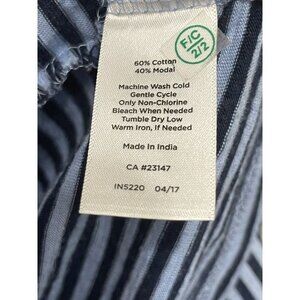 F/C
2/2
60% Cotton
40% Modal
Machine Wash Cold
Gentle Cycle
Only Non-Chlorine
Bleach When Needed
Tumble Dry Low
Warm Iron, If Needed
Made in India
CA #23147
IN5220 04/17